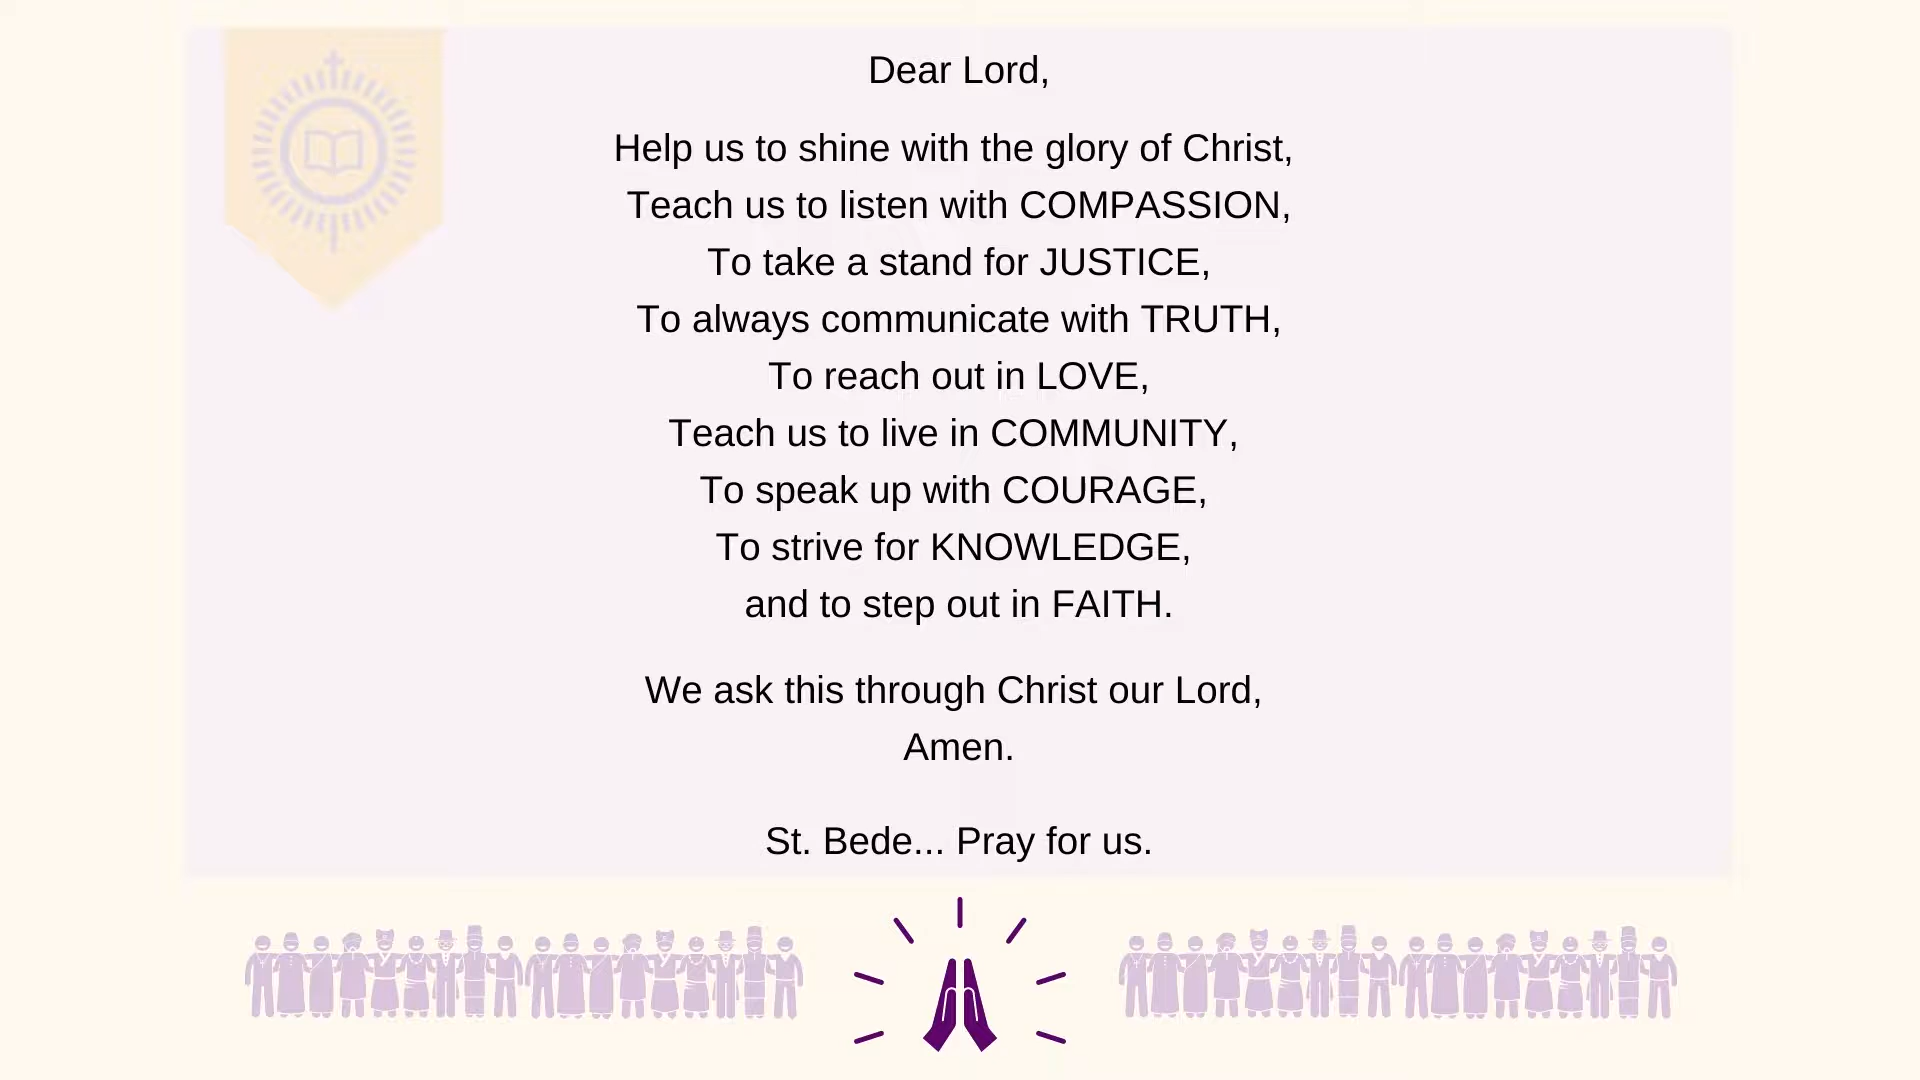 Dear Lord,
Help us to shine with the glory of Christ,
Teach us to listen with COMPASSION,
To take a stand for JUSTICE,
To always communicate with TRUTH,
To reach out in LOVE,
Teach us to live in COMMUNITY,
To speak up with COURAGE,
To strive for KNOWLEDGE,
and to step out in FAITH.
We ask this through Christ our Lord,
Amen.
St. Bede... Pray for us.